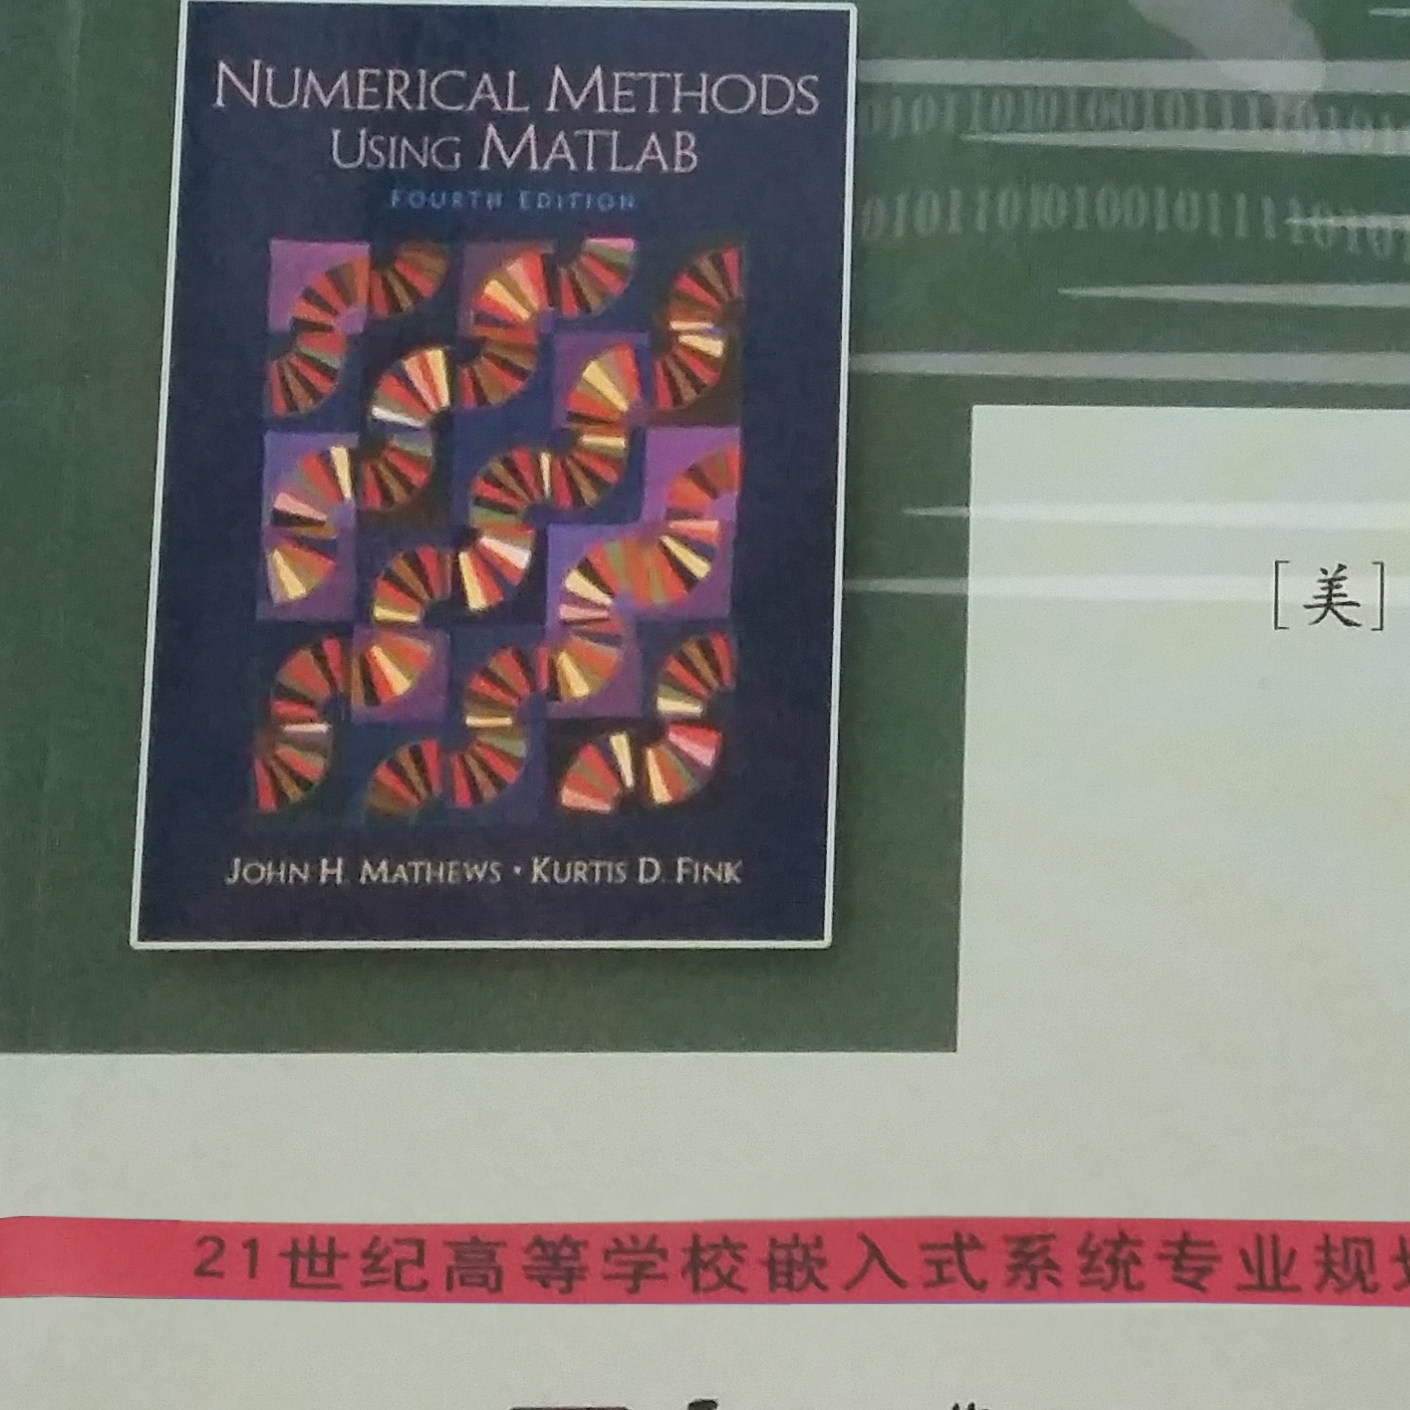 NUMERICAL METHODS
USING MATLAB
FOURTH EDITION
JOHN H. MATHEWS • KURTIS D. FINK
[美]
21世纪高等学校嵌入式系统专业规